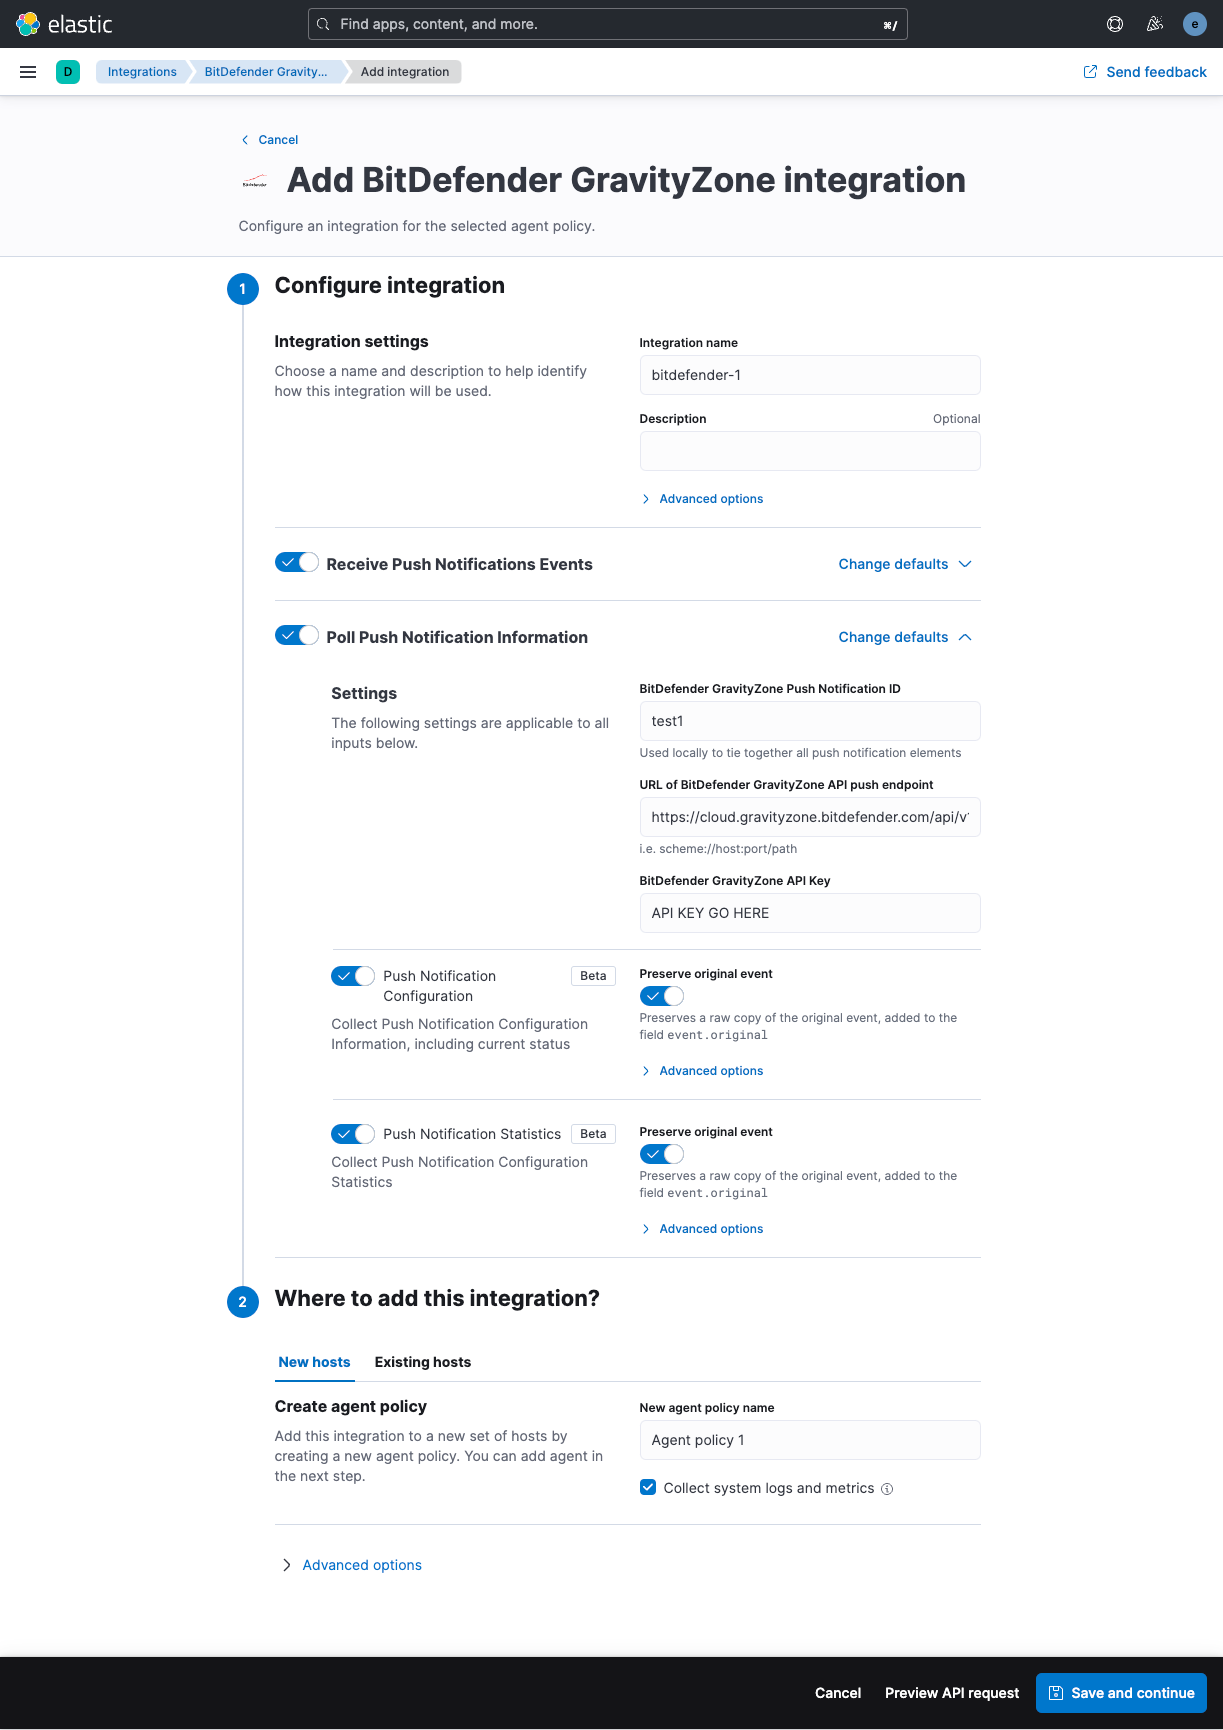 elastic
Find apps, content, and more.
⌘/
e
D
Integrations
BitDefender Gravity...
Add integration
Send feedback
Cancel
Bitdefender
Add BitDefender GravityZone integration
Configure an integration for the selected agent policy.
1
Configure integration
Integration settings
Choose a name and description to help identify
how this integration will be used.
Integration name
bitdefender-1
Description
Optional
Advanced options
Receive Push Notifications Events
Change defaults
Poll Push Notification Information
Change defaults
Settings
The following settings are applicable to all
inputs below.
BitDefender GravityZone Push Notification ID
test1
Used locally to tie together all push notification elements
URL of BitDefender GravityZone API push endpoint
https://cloud.gravityzone.bitdefender.com/api/v1
i.e. scheme://host:port/path
BitDefender GravityZone API Key
API KEY GO HERE
Push Notification
Configuration
Beta
Collect Push Notification Configuration
Information, including current status
Preserve original event
Preserves a raw copy of the original event, added to the
field event.original
Advanced options
Push Notification Statistics
Beta
Collect Push Notification Configuration
Statistics
Preserve original event
Preserves a raw copy of the original event, added to the
field event.original
Advanced options
2
Where to add this integration?
New hosts
Existing hosts
Create agent policy
Add this integration to a new set of hosts by
creating a new agent policy. You can add agent in
the next step.
New agent policy name
Agent policy 1
Collect system logs and metrics
Advanced options
Cancel
Preview API request
Save and continue